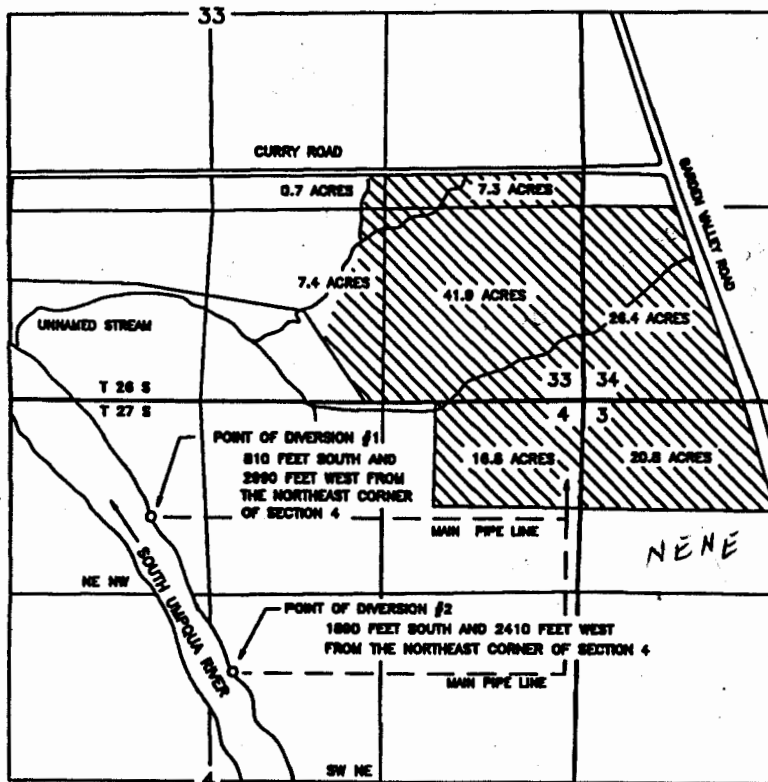 33
CURRY ROAD
0.7 ACRES
7.3 ACRES
GARDEN VALLEY ROAD
7.4 ACRES
41.9 ACRES
26.4 ACRES
UNNAMED STREAM
33 34
T 26 S
T 27 S
4 3
POINT OF DIVERSION #1
810 FEET SOUTH AND
2990 FEET WEST FROM
THE NORTHEAST CORNER
OF SECTION 4
16.8 ACRES
20.8 ACRES
MAIN PIPE LINE
NENE
SOUTH UMPQUA RIVER
NE NW
POINT OF DIVERSION #2
1890 FEET SOUTH AND 2410 FEET WEST
FROM THE NORTHEAST CORNER OF SECTION 4
MAIN PIPE LINE
SW NE
4